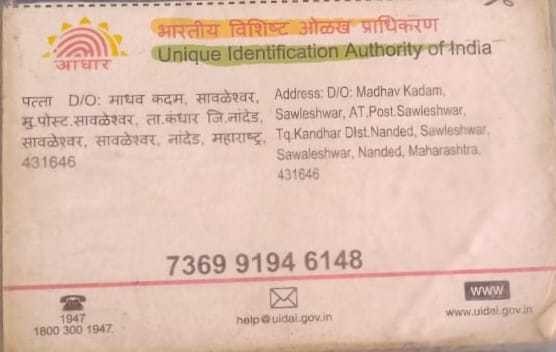 भारतीय विशिष्ट ओळख प्राधिकरण
Unique Identification Authority of India
आधार
पत्ता D/O: माधव कदम, सावळेश्वर,
मु.पोस्ट.सावळेश्वर, ता.कंधार जि.नांदेड,
सावळेश्वर, सावळेश्वर, नांदेड, महाराष्ट्र,
431646
Address: D/O: Madhav Kadam,
Sawleshwar, AT.Post.Sawleshwar,
Tq.Kandhar DIst.Nanded, Sawleshwar,
Sawaleshwar, Nanded, Maharashtra,
431646
7369 9194 6148
1947
1800 300 1947
help@uidai.gov.in
www
www.uidai.gov.in